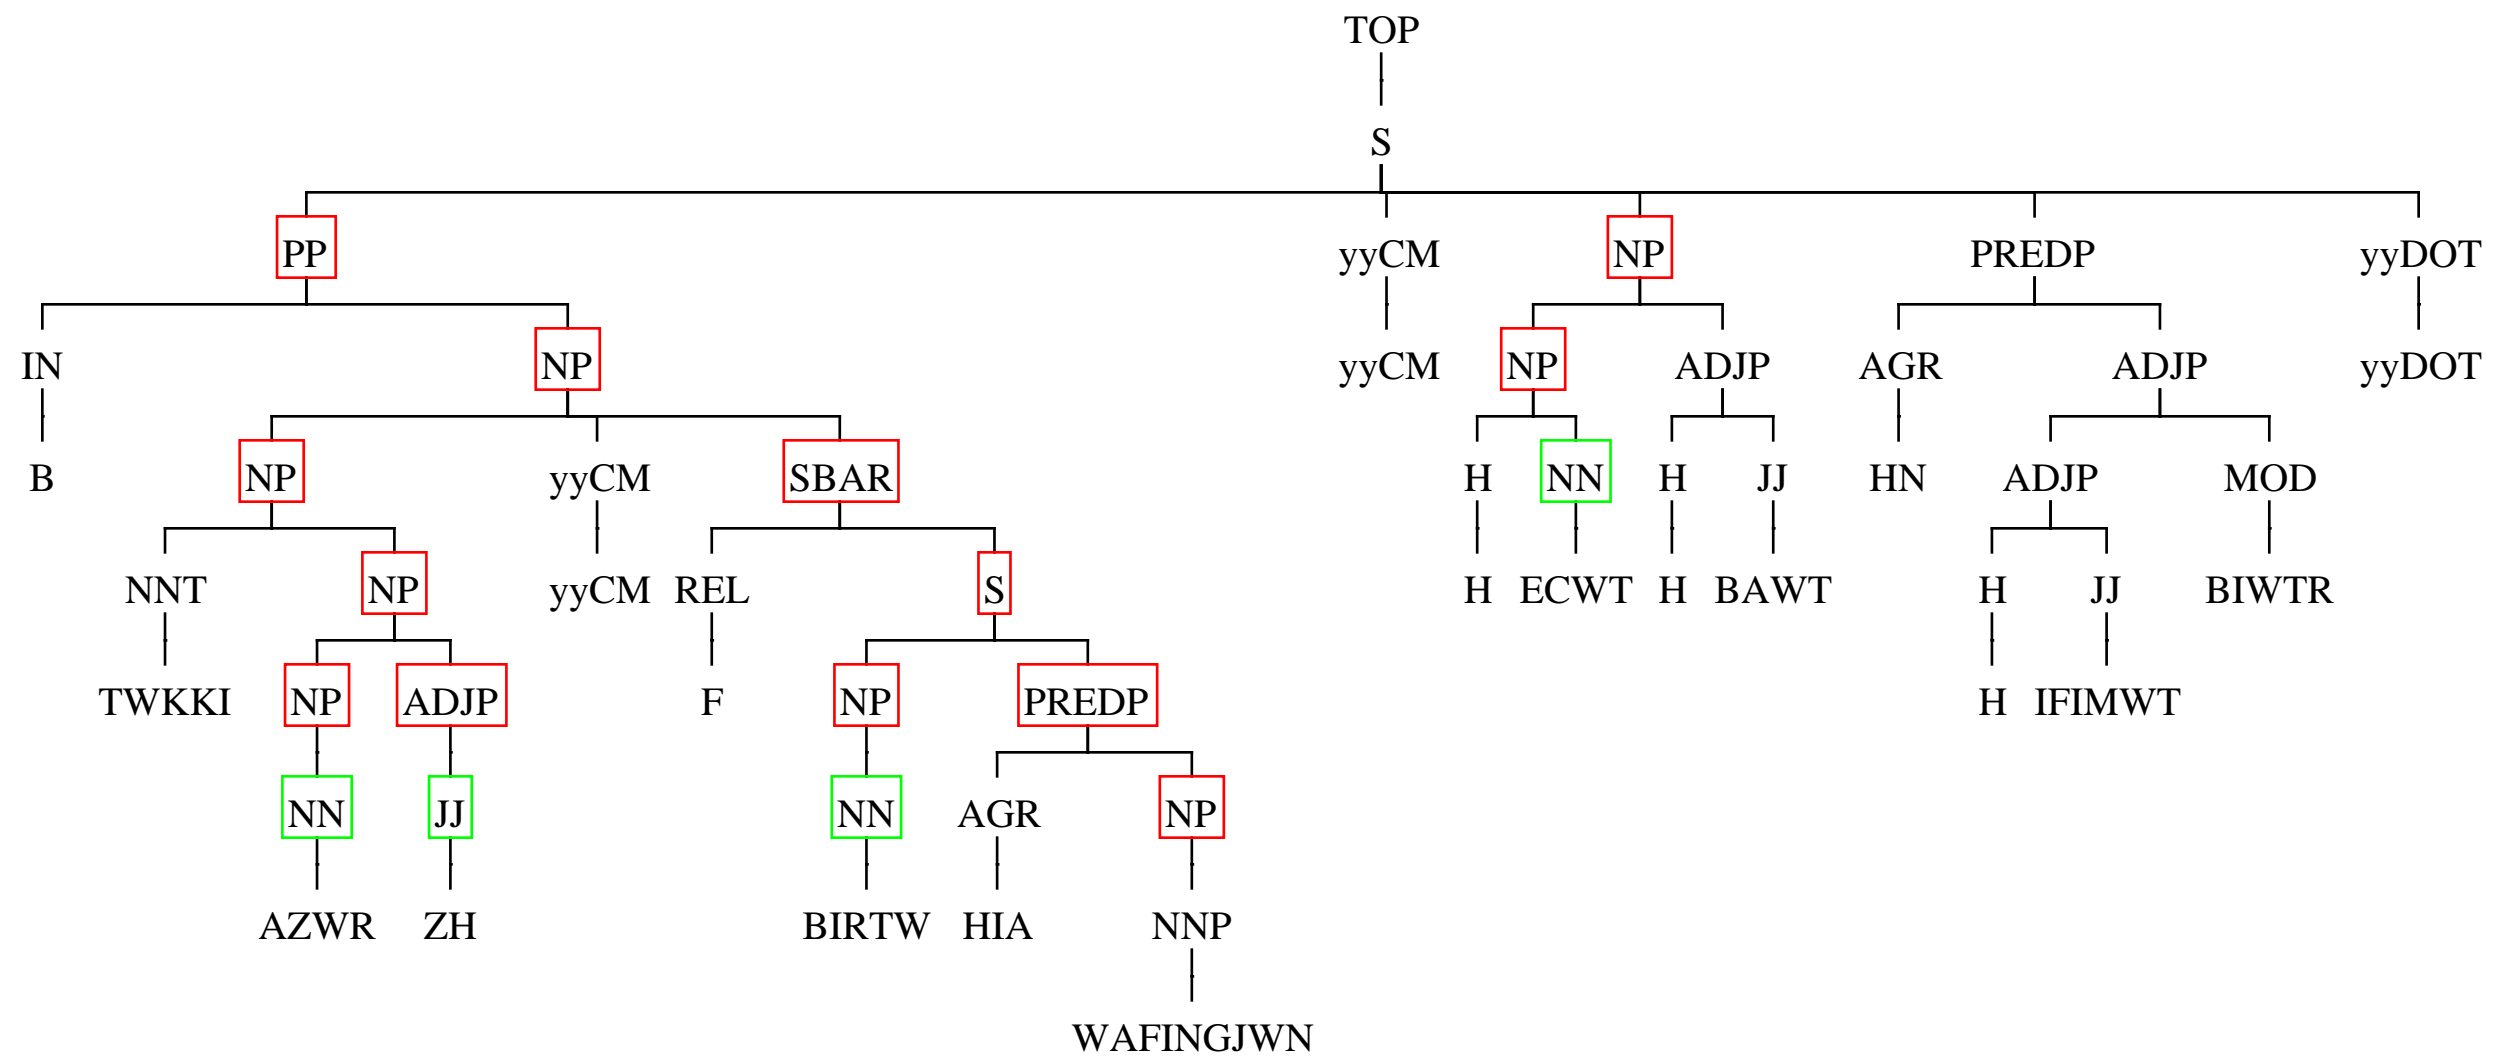 TOP
S
PP yyCM NP PREDP yyDOT
IN NP yyCM NP ADJP AGR ADJP yyDOT
B NP yyCM SBAR H NN H JJ HN ADJP MOD
NNT NP yyCM REL S H ECWT H BAWT H JJ BIWTR
TWKKI NP ADJP F NP PREDP H IFIMWT
NN JJ NN AGR NP
AZWR ZH BIRTW HIA NNP
WAFINGJWN